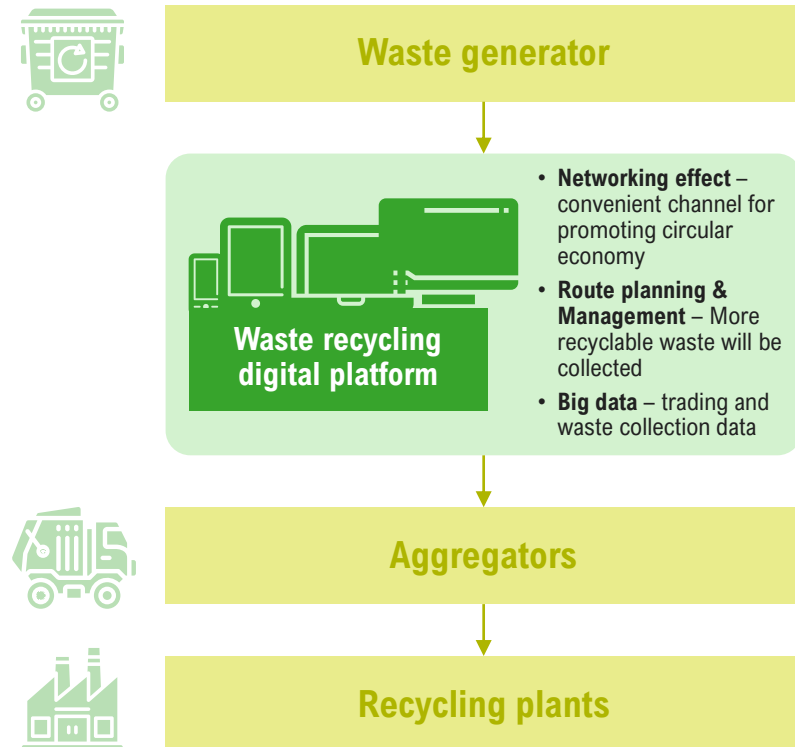 Waste generator
Waste recycling
digital platform
• Networking effect –
convenient channel for
promoting circular
economy
• Route planning &
Management – More
recyclable waste will be
collected
• Big data – trading and
waste collection data
Aggregators
Recycling plants